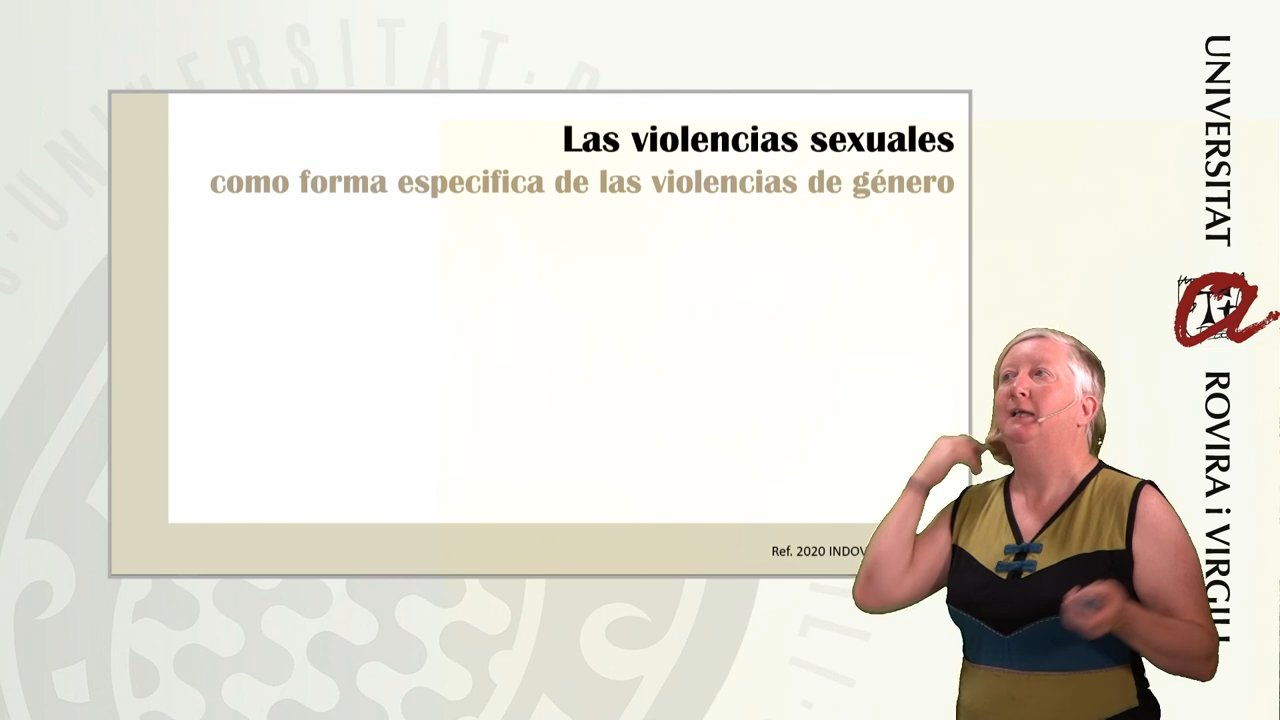 Las violencias sexuales
como forma especifica de las violencias de género
Ref. 2020 INDOV
UNIVERSITAT
ROVIRA i VIRGILI